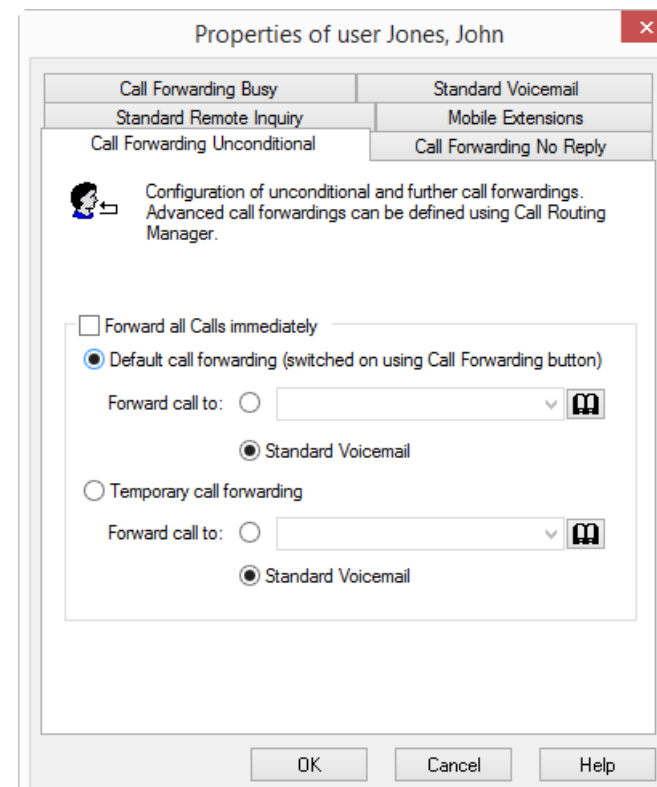 Properties of user Jones, John
Call Forwarding Busy
Standard Voicemail
Standard Remote Inquiry
Mobile Extensions
Call Forwarding Unconditional
Call Forwarding No Reply
Configuration of unconditional and further call forwardings.
Advanced call forwardings can be defined using Call Routing
Manager.
Forward all Calls immediately
Default call forwarding (switched on using Call Forwarding button)
Forward call to:
Standard Voicemail
Temporary call forwarding
Forward call to:
Standard Voicemail
OK
Cancel
Help